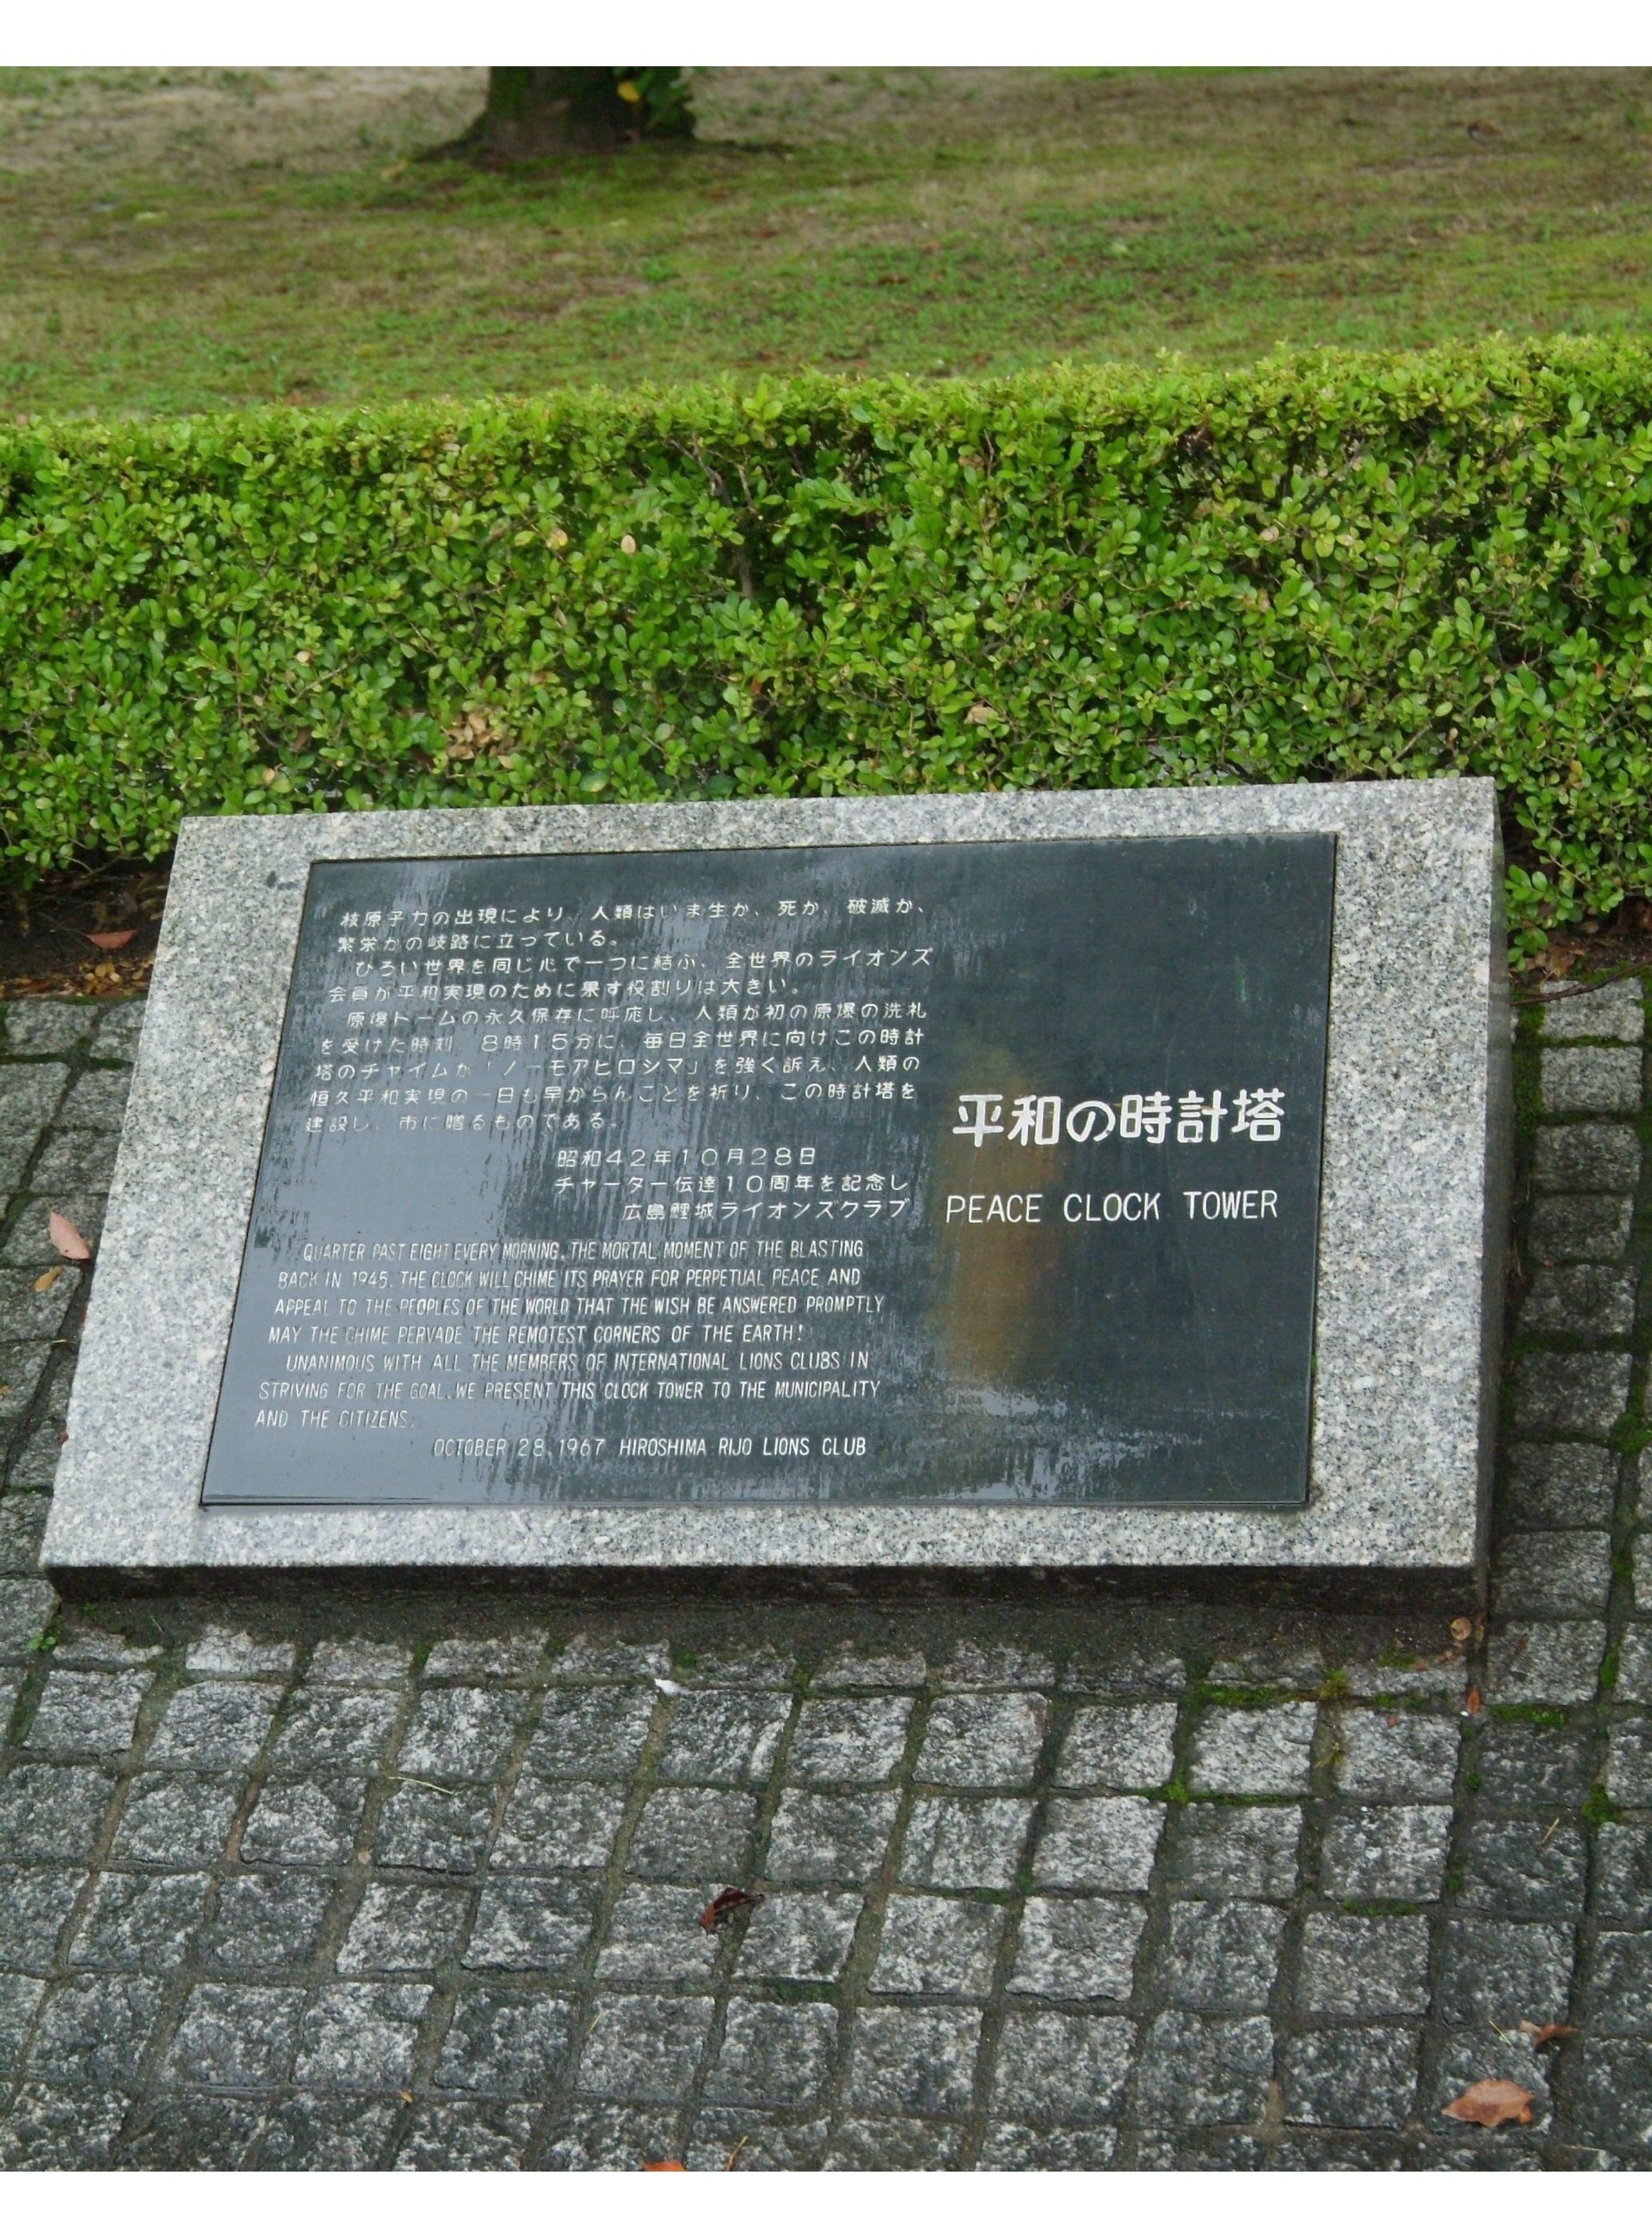 核原子力の出現により、人類はいま生か、死か、破滅か、
繁栄かの岐路に立っている。
ひろい世界を同じ心で一つに結ぶ、全世界のライオンズ
会員が平和実現のために果す役割りは大きい。
原爆ドームの永久保存に呼応し、人類が初の原爆の洗礼
を受けた時刻、8時15分に、毎日全世界に向けこの時計
塔のチャイムが「ノーモアヒロシマ」を強く訴え、人類の
恒久平和実現の一日も早からんことを祈り、この時計塔を
建設し、市に贈るものである。
昭和42年10月28日
チャーター伝達10周年を記念し
広島鯉城ライオンズクラブ
QUARTER PAST EIGHT EVERY MORNING, THE MORTAL MOMENT OF THE BLASTING
BACK IN 1945, THE CLOCK WILL CHIME ITS PRAYER FOR PERPETUAL PEACE AND
APPEAL TO THE PEOPLES OF THE WORLD THAT THE WISH BE ANSWERED PROMPTLY
MAY THE CHIME PERVADE THE REMOTEST CORNERS OF THE EARTH!
UNANIMOUS WITH ALL THE MEMBERS OF INTERNATIONAL LIONS CLUBS IN
STRIVING FOR THE GOAL, WE PRESENT THIS CLOCK TOWER TO THE MUNICIPALITY
AND THE CITIZENS.
OCTOBER 28, 1967 HIROSHIMA RIJO LIONS CLUB
平和の時計塔
PEACE CLOCK TOWER